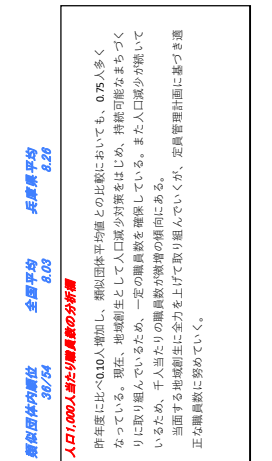 類似団体内順位 全国平均 兵庫県平均
36/54 8.03 8.26
人口1,000人当たり職員数の分析欄
昨年度に比べ0.10人増加し、類似団体平均値との比較においても、0.75人多く
なっている。現在、地域創生として人口減少対策をはじめ、持続可能なまちづく
りに取り組んでいるため、一定の職員数を確保している。また人口減少が続いて
いるため、千人当たりの職員数が微増の傾向にある。
当面する地域創生に全力を上げて取り組んでいくが、定員管理計画に基づき適
正な職員数に努めていく。